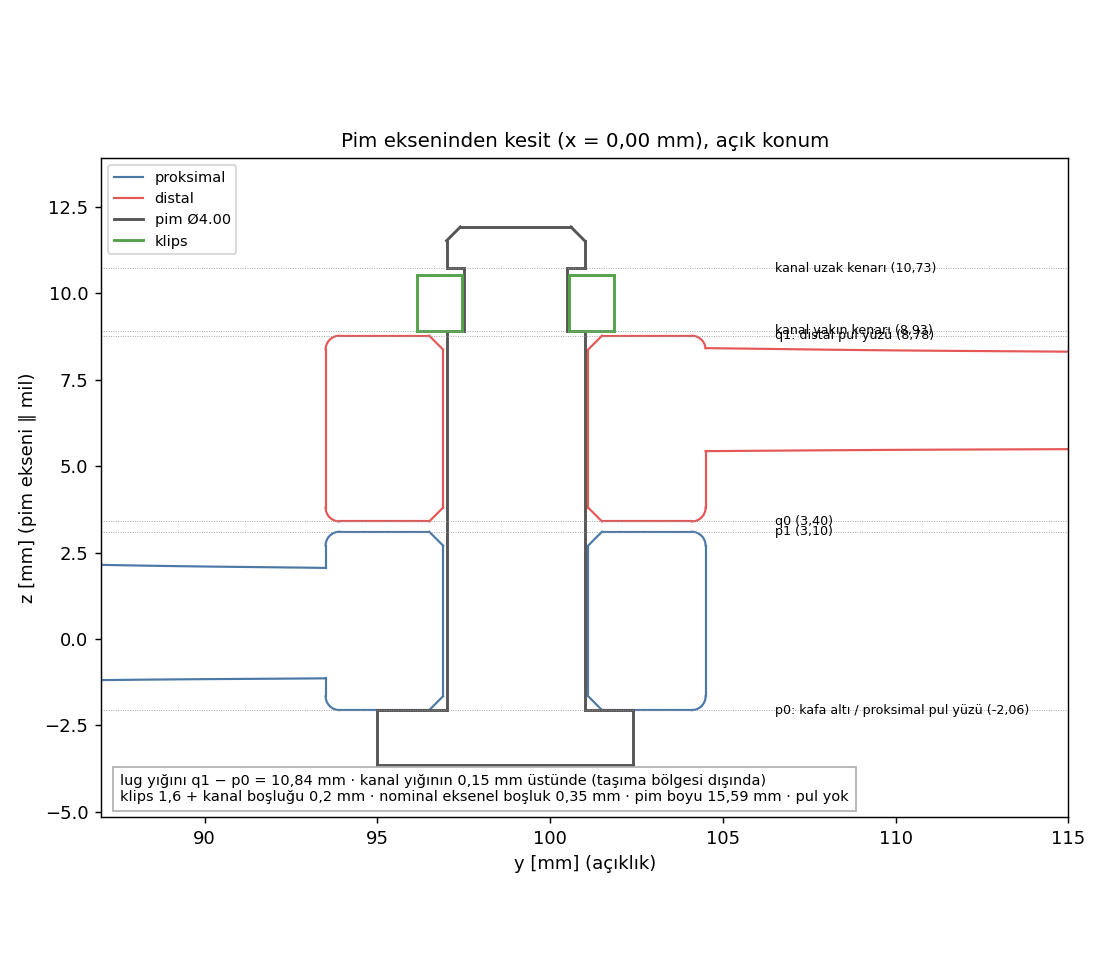 Pim ekseninden kesit (x = 0,00 mm), açık konum
proksimal
distal
pim Ø4.00
klips
12.5
10.0
7.5
5.0
2.5
0.0
−2.5
−5.0
z [mm] (pim ekseni ∥ mil)
kanal uzak kenarı (10,73)
kanal yakın kenarı (8,93)
q1: distal pul yüzü (8,78)
q0 (3,40)
p1 (3,10)
p0: kafa altı / proksimal pul yüzü (-2,06)
lug yığını q1 − p0 = 10,84 mm · kanal yığının 0,15 mm üstünde (taşıma bölgesi dışında)
klips 1,6 + kanal boşluğu 0,2 mm · nominal eksenel boşluk 0,35 mm · pim boyu 15,59 mm · pul yok
90
95
100
105
110
115
y [mm] (açıklık)